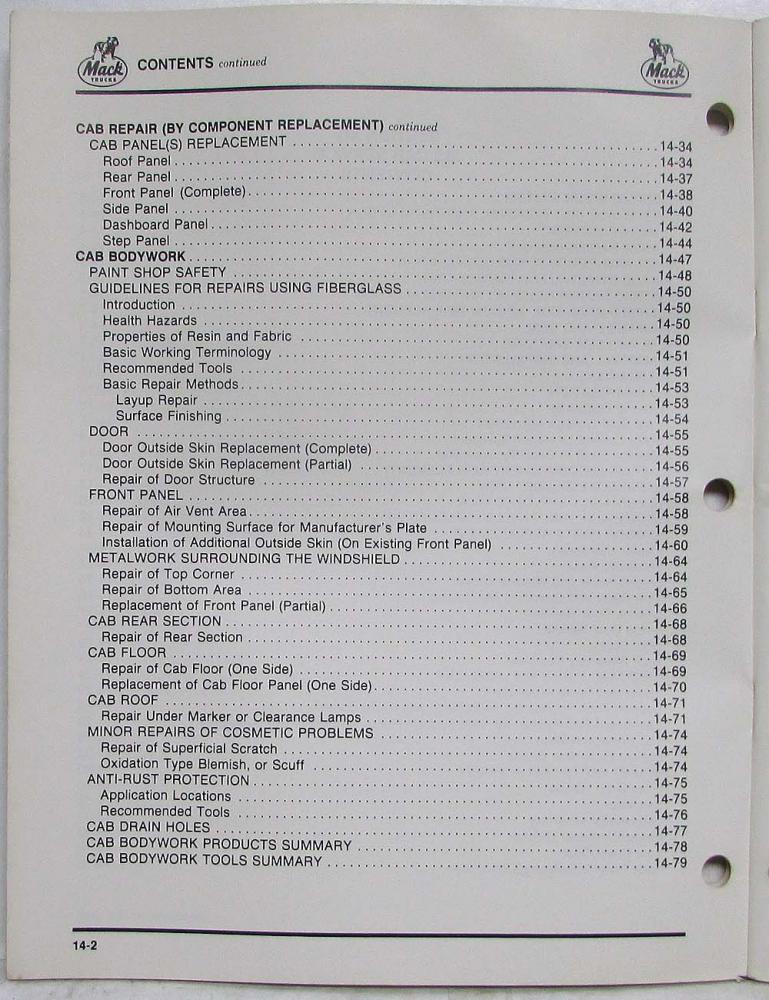 Mack
TRUCKS
CONTENTS continued
Mack
TRUCKS
CAB REPAIR (BY COMPONENT REPLACEMENT) continued
CAB PANEL(S) REPLACEMENT . . . . . 14-34
Roof Panel . . . . . 14-34
Rear Panel . . . . . 14-37
Front Panel (Complete) . . . . . 14-38
Side Panel . . . . . 14-40
Dashboard Panel . . . . . 14-42
Step Panel . . . . . 14-44
CAB BODYWORK . . . . . 14-47
PAINT SHOP SAFETY . . . . . 14-48
GUIDELINES FOR REPAIRS USING FIBERGLASS . . . . . 14-50
Introduction . . . . . 14-50
Health Hazards . . . . . 14-50
Properties of Resin and Fabric . . . . . 14-50
Basic Working Terminology . . . . . 14-51
Recommended Tools . . . . . 14-51
Basic Repair Methods . . . . . 14-53
Layup Repair . . . . . 14-53
Surface Finishing . . . . . 14-54
DOOR . . . . . 14-55
Door Outside Skin Replacement (Complete) . . . . . 14-55
Door Outside Skin Replacement (Partial) . . . . . 14-56
Repair of Door Structure . . . . . 14-57
FRONT PANEL . . . . . 14-58
Repair of Air Vent Area . . . . . 14-58
Repair of Mounting Surface for Manufacturer's Plate . . . . . 14-59
Installation of Additional Outside Skin (On Existing Front Panel) . . . . . 14-60
METALWORK SURROUNDING THE WINDSHIELD . . . . . 14-64
Repair of Top Corner . . . . . 14-64
Repair of Bottom Area . . . . . 14-65
Replacement of Front Panel (Partial) . . . . . 14-66
CAB REAR SECTION . . . . . 14-68
Repair of Rear Section . . . . . 14-68
CAB FLOOR . . . . . 14-69
Repair of Cab Floor (One Side) . . . . . 14-69
Replacement of Cab Floor Panel (One Side) . . . . . 14-70
CAB ROOF . . . . . 14-71
Repair Under Marker or Clearance Lamps . . . . . 14-71
MINOR REPAIRS OF COSMETIC PROBLEMS . . . . . 14-74
Repair of Superficial Scratch . . . . . 14-74
Oxidation Type Blemish, or Scuff . . . . . 14-74
ANTI-RUST PROTECTION . . . . . 14-75
Application Locations . . . . . 14-75
Recommended Tools . . . . . 14-76
CAB DRAIN HOLES . . . . . 14-77
CAB BODYWORK PRODUCTS SUMMARY . . . . . 14-78
CAB BODYWORK TOOLS SUMMARY . . . . . 14-79
14-2